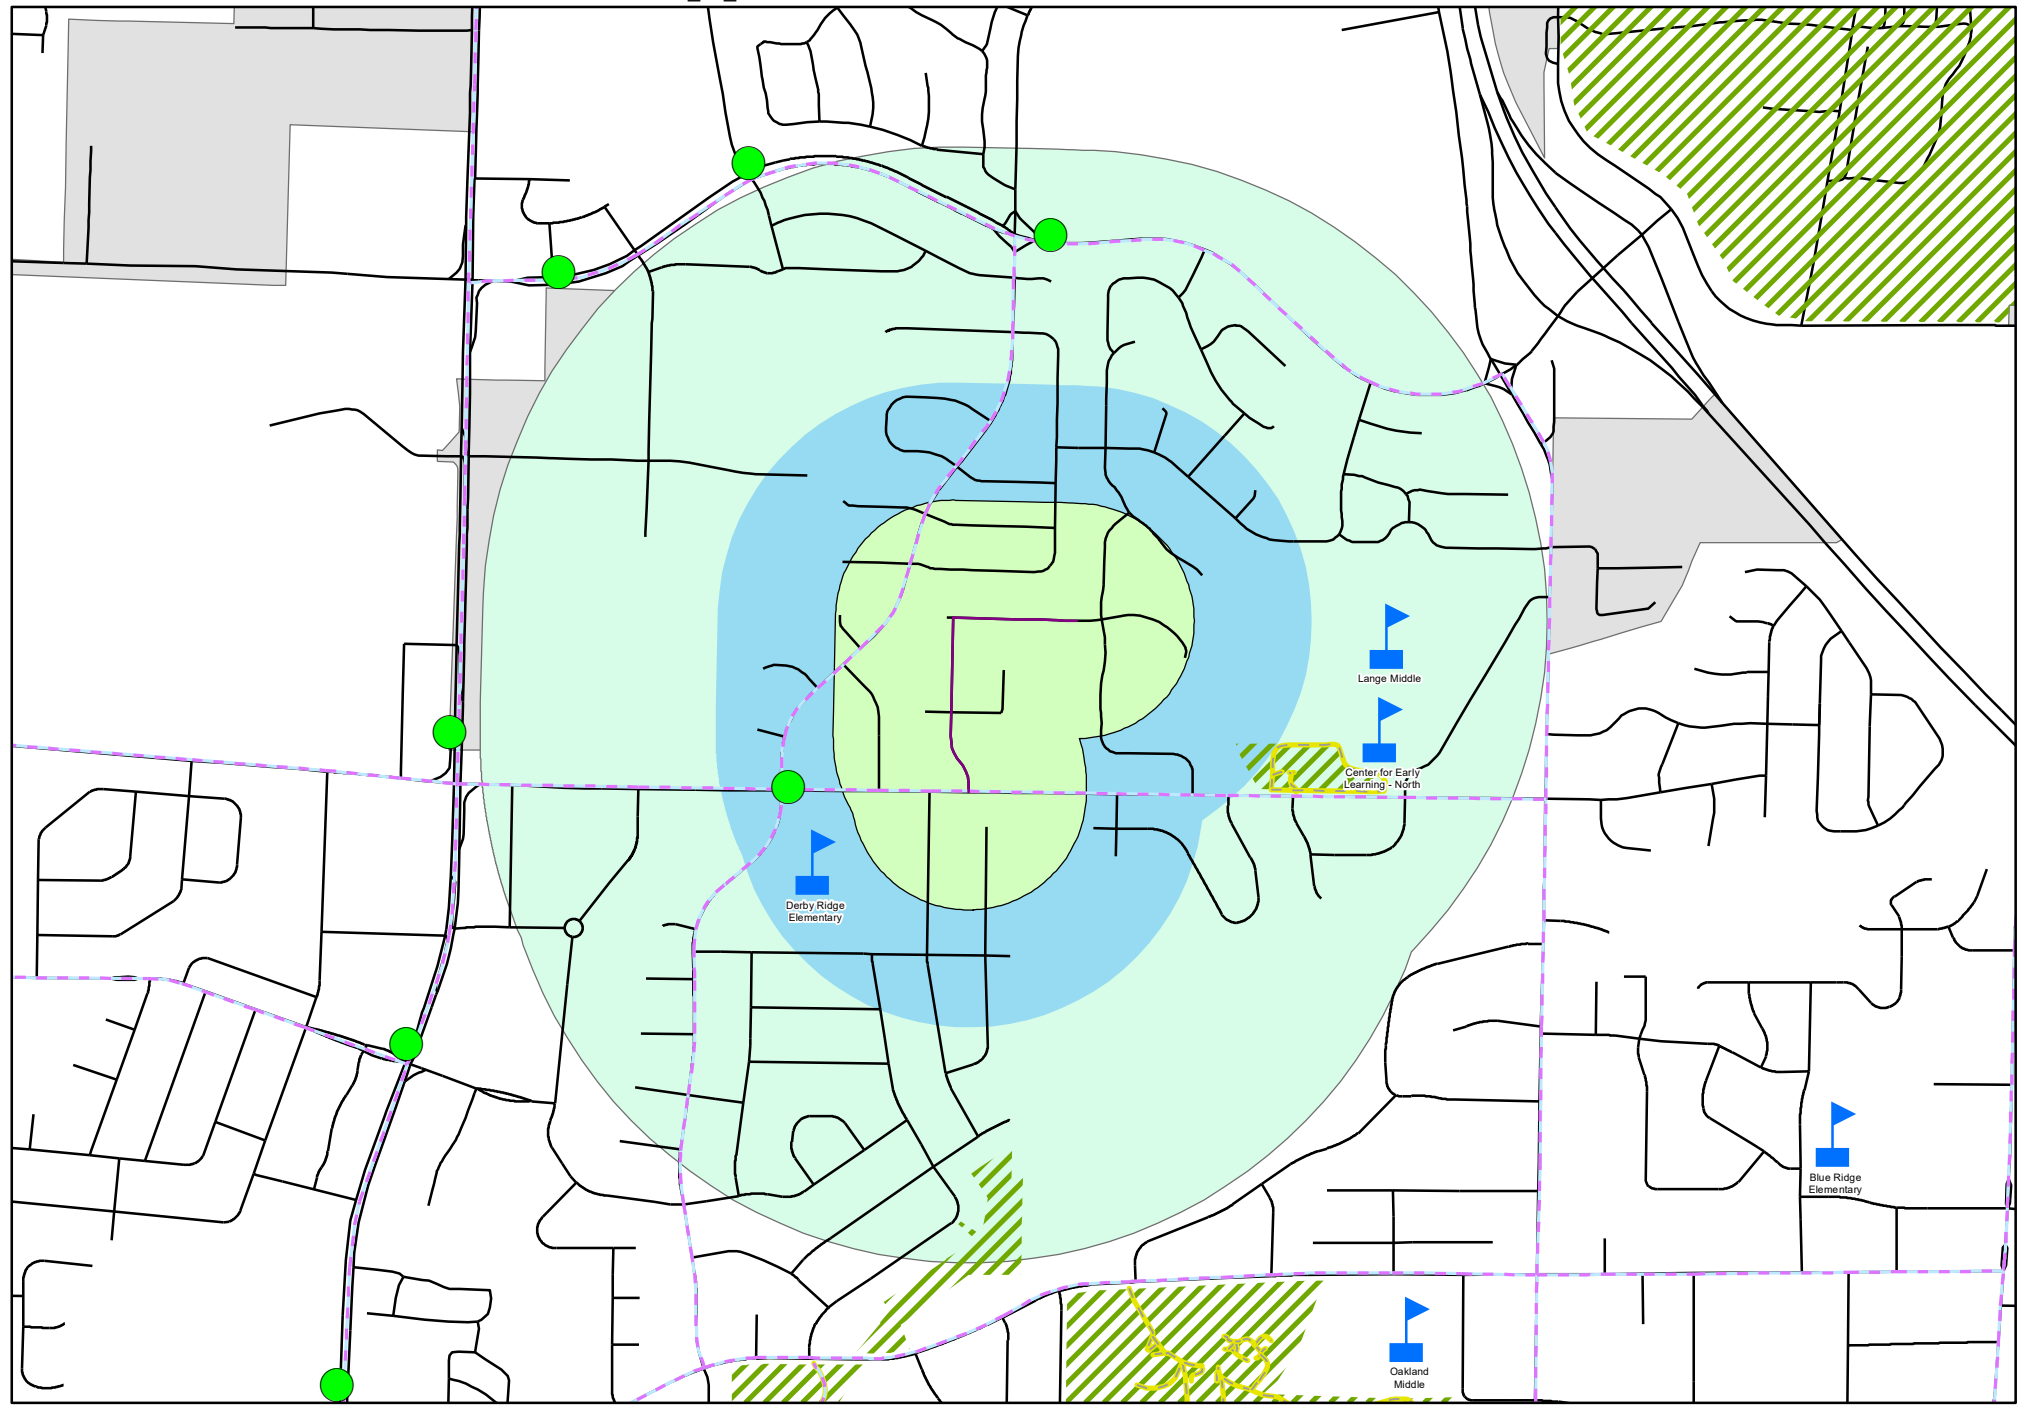 Lange Middle
Center for Early
Learning - North
Derby Ridge
Elementary
Blue Ridge
Elementary
Oakland
Middle